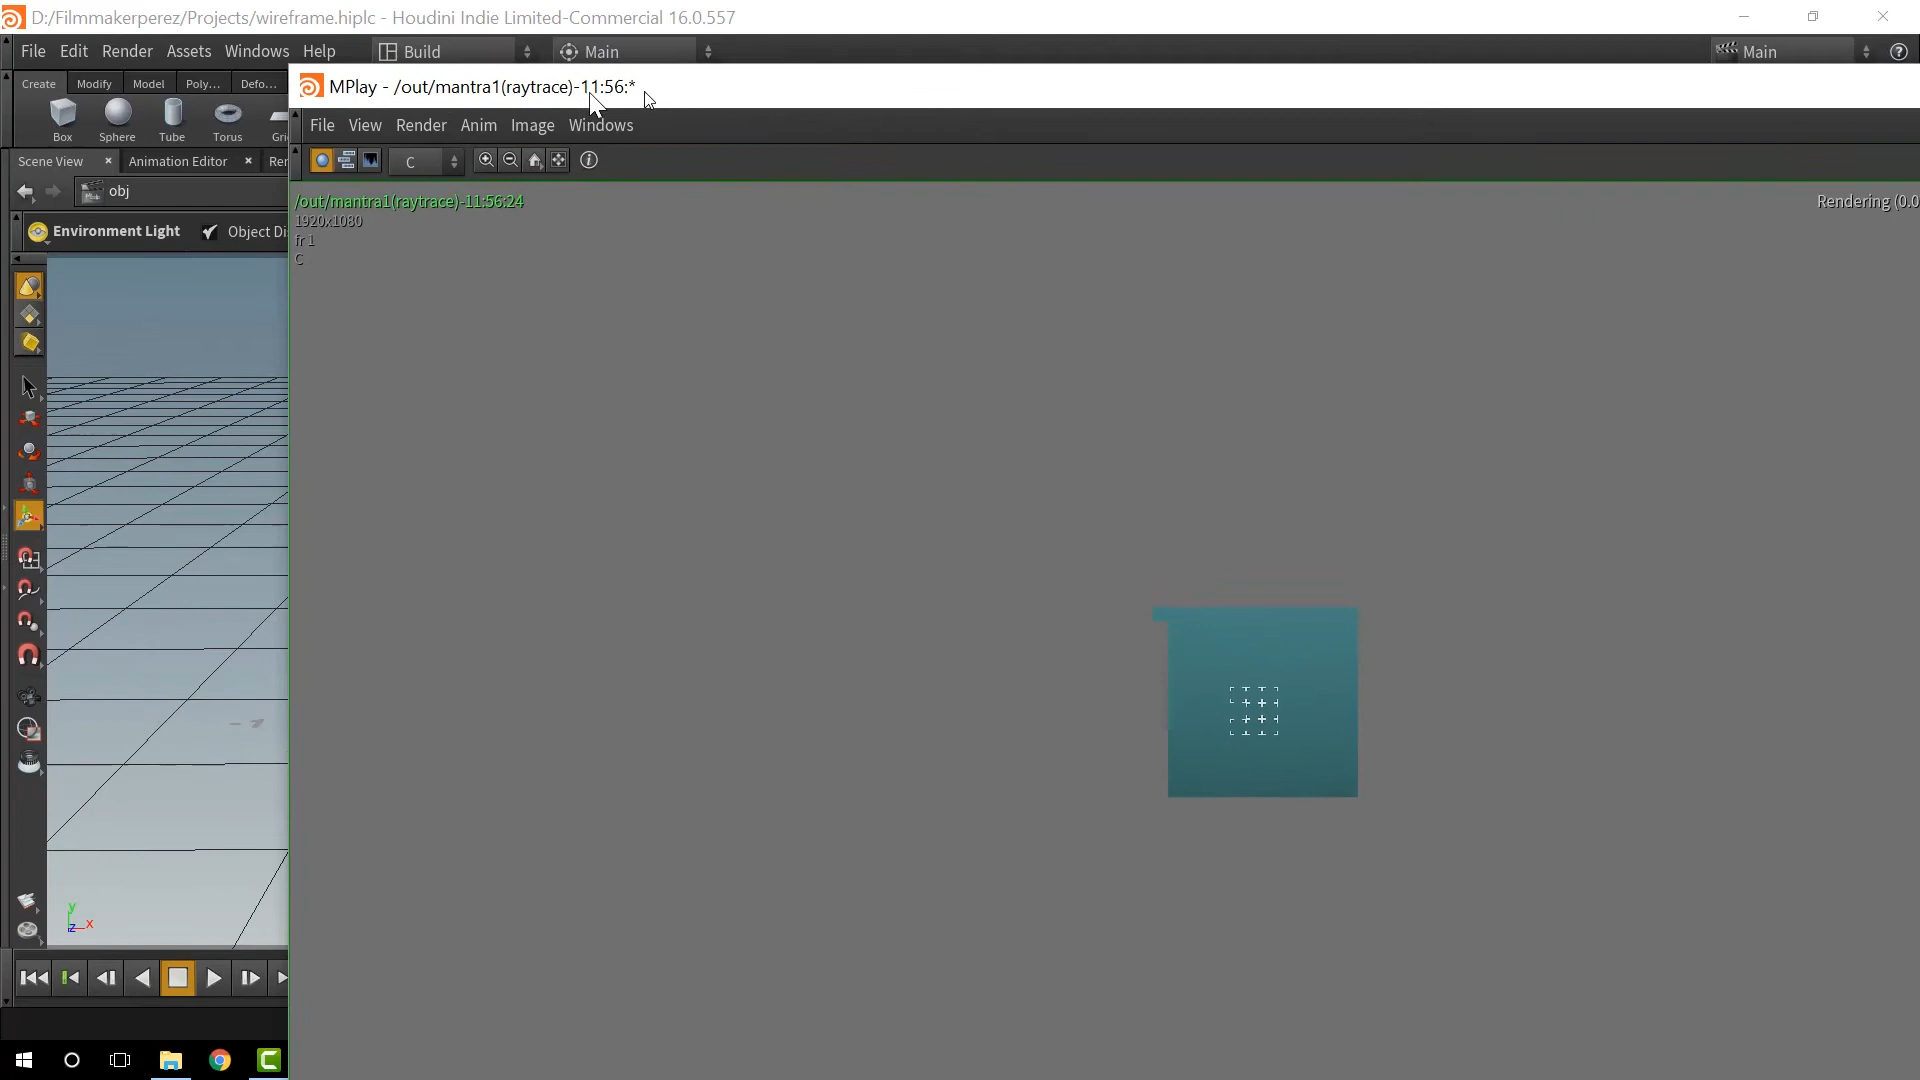 D:/Filmmakerperez/Projects/wireframe.hiplc - Houdini Indie Limited-Commercial 16.0.557
File Edit Render Assets Windows Help Build Main Main
MPlay - /out/mantra1(raytrace)-11:56:*
Create Modify Model Poly... Defo...
Box Sphere Tube Torus Gri
File View Render Anim Image Windows
Scene View Animation Editor Ren
C
obj
/out/mantra1(raytrace)-11:56:24 Rendering (0.0
1920x1080
fr 1
C
Environment Light Object Di
y
z x